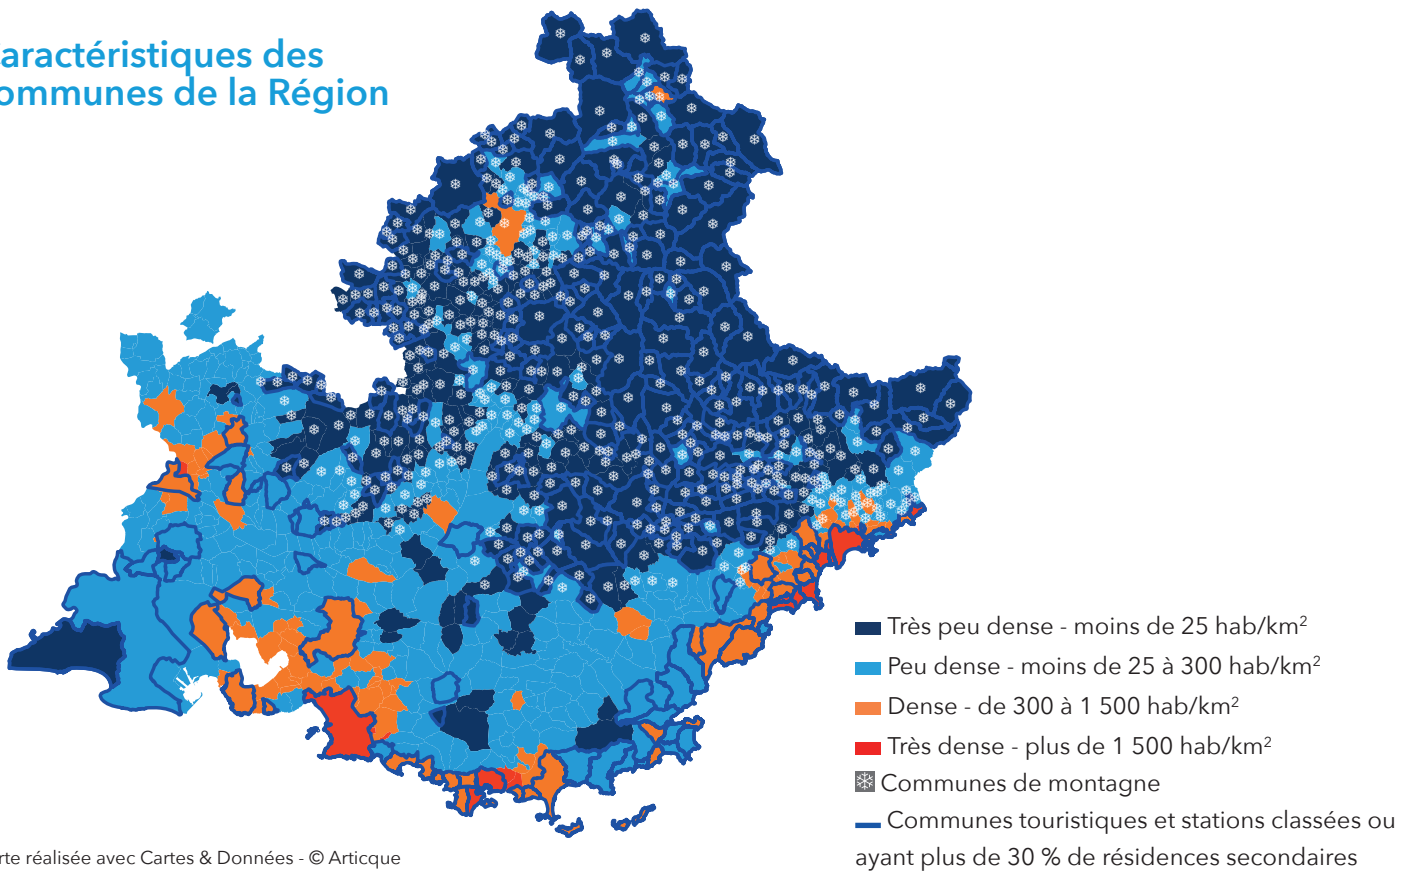 aractéristiques des
ommunes de la Région
Très peu dense - moins de 25 hab/km²
Peu dense - moins de 25 à 300 hab/km²
Dense - de 300 à 1 500 hab/km²
Très dense - plus de 1 500 hab/km²
Communes de montagne
Communes touristiques et stations classées ou
ayant plus de 30 % de résidences secondaires
rte réalisée avec Cartes & Données - © Articque